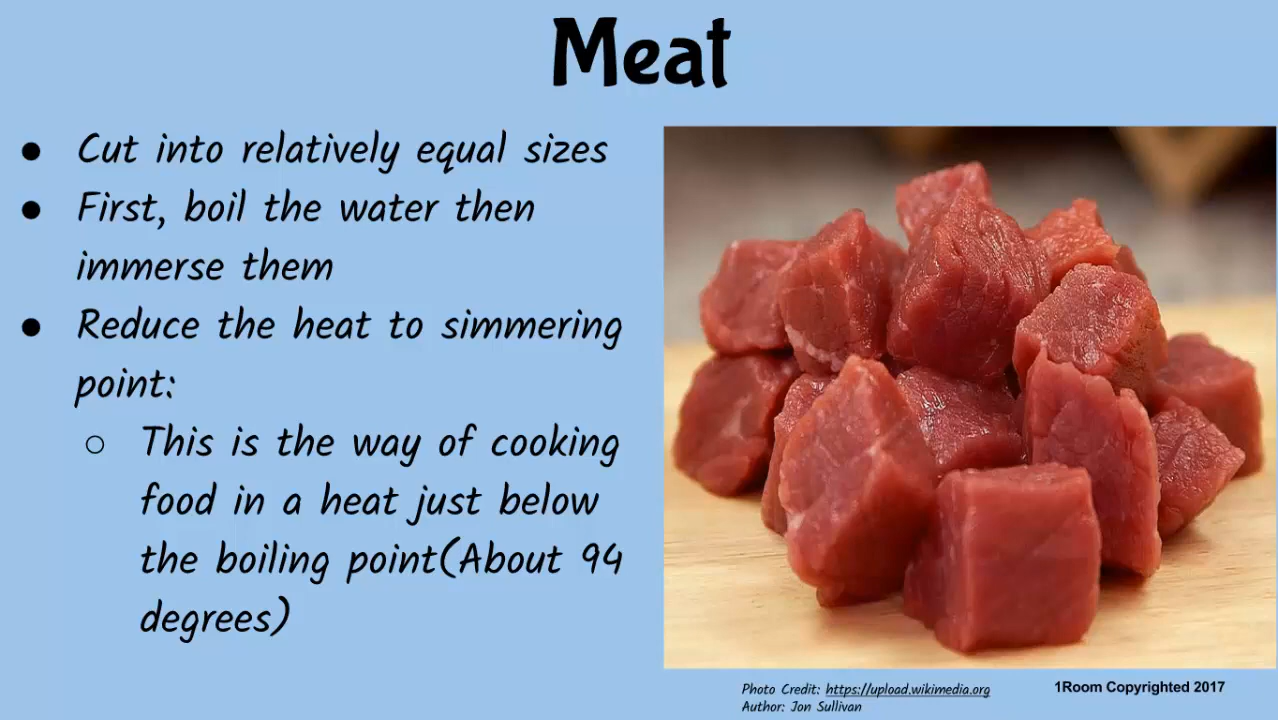 Meat
● Cut into relatively equal sizes
● First, boil the water then
immerse them
● Reduce the heat to simmering
point:
○ This is the way of cooking
food in a heat just below
the boiling point(About 94
degrees)
Photo Credit: https://upload.wikimedia.org
Author: Jon Sullivan
1Room Copyrighted 2017